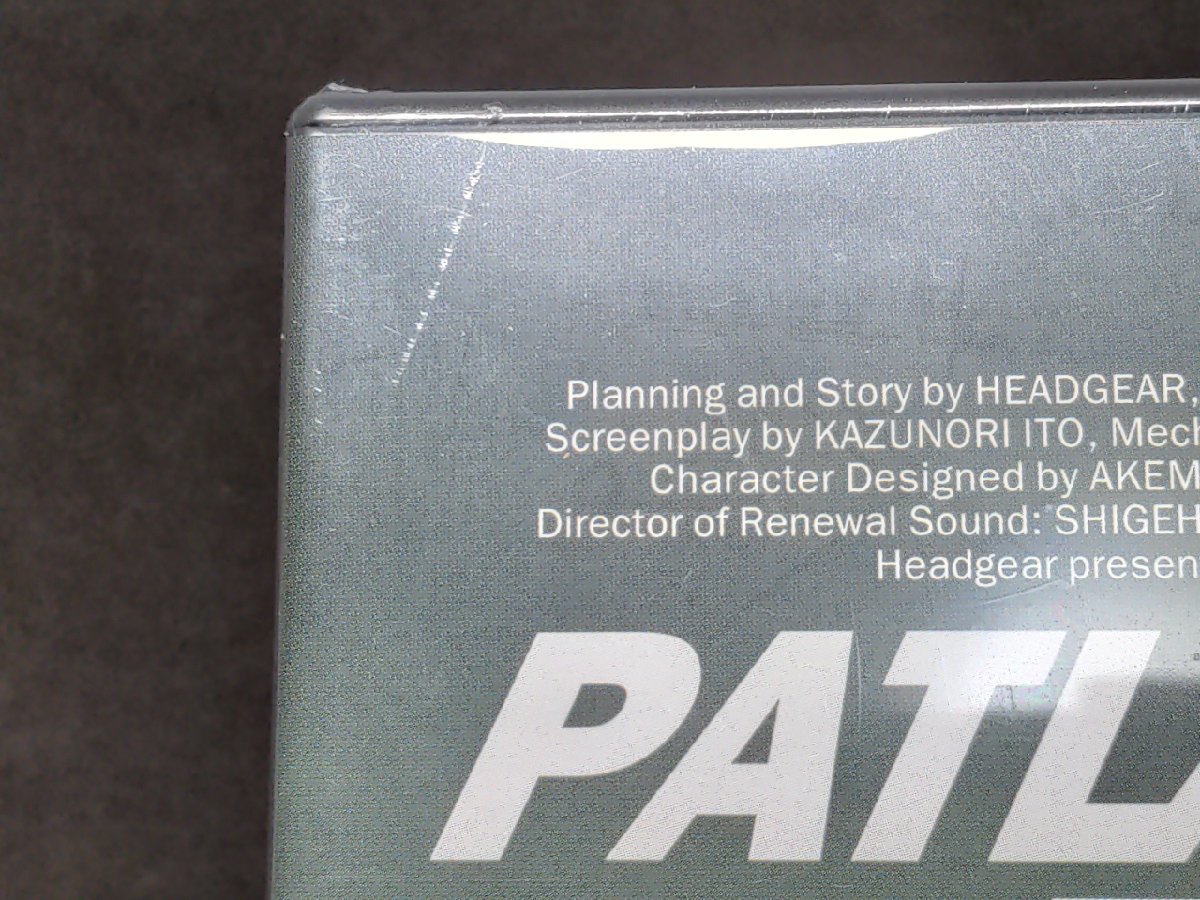 Planning and Story by HEADGEAR,
Screenplay by KAZUNORI ITO, Mech
Character Designed by AKEM
Director of Renewal Sound: SHIGEH
Headgear presen
PATLA